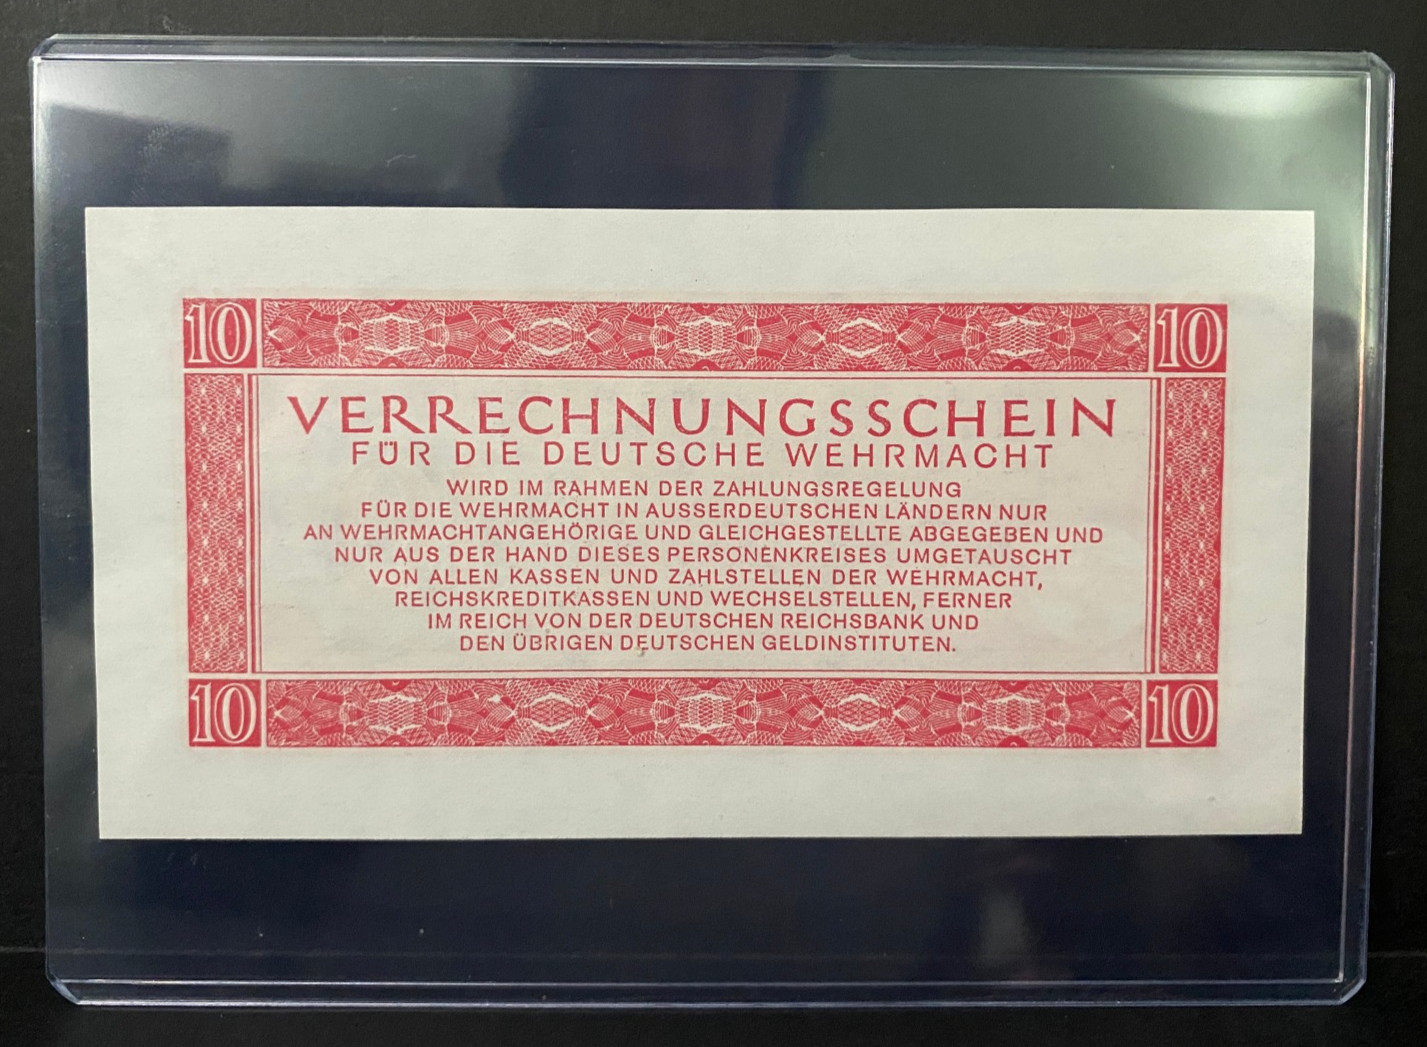 10 10
VERRECHNUNGSSCHEIN
FÜR DIE DEUTSCHE WEHRMACHT
WIRD IM RAHMEN DER ZAHLUNGSREGELUNG
FÜR DIE WEHRMACHT IN AUSSERDEUTSCHEN LÄNDERN NUR
AN WEHRMACHTANGEHÖRIGE UND GLEICHGESTELLTE ABGEGEBEN UND
NUR AUS DER HAND DIESES PERSONENKREISES UMGETAUSCHT
VON ALLEN KASSEN UND ZAHLSTELLEN DER WEHRMACHT,
REICHSKREDITKASSEN UND WECHSELSTELLEN, FERNER
IM REICH VON DER DEUTSCHEN REICHSBANK UND
DEN ÜBRIGEN DEUTSCHEN GELDINSTITUTEN.
10 10